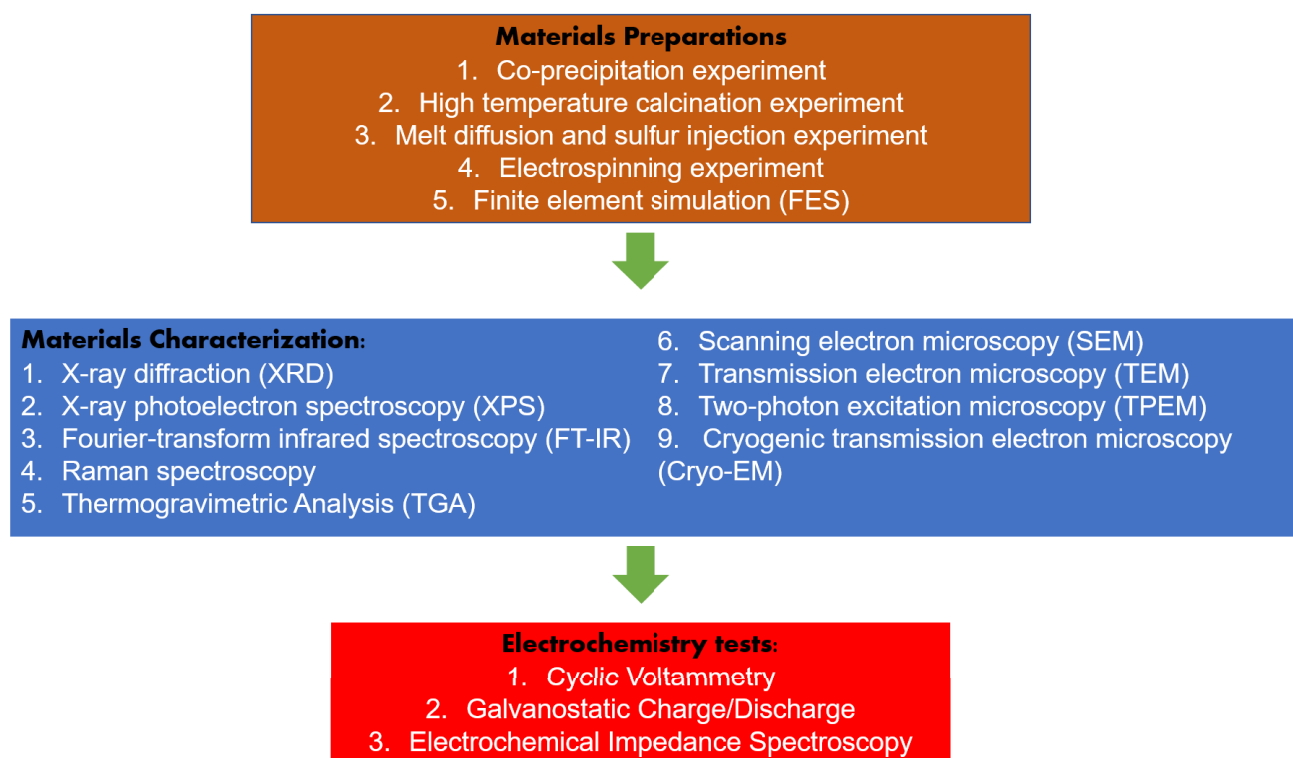 Materials Preparations
1. Co-precipitation experiment
2. High temperature calcination experiment
3. Melt diffusion and sulfur injection experiment
4. Electrospinning experiment
5. Finite element simulation (FES)
Materials Characterization:
1. X-ray diffraction (XRD)
2. X-ray photoelectron spectroscopy (XPS)
3. Fourier-transform infrared spectroscopy (FT-IR)
4. Raman spectroscopy
5. Thermogravimetric Analysis (TGA)
6. Scanning electron microscopy (SEM)
7. Transmission electron microscopy (TEM)
8. Two-photon excitation microscopy (TPEM)
9. Cryogenic transmission electron microscopy
(Cryo-EM)
Electrochemistry tests:
1. Cyclic Voltammetry
2. Galvanostatic Charge/Discharge
3. Electrochemical Impedance Spectroscopy